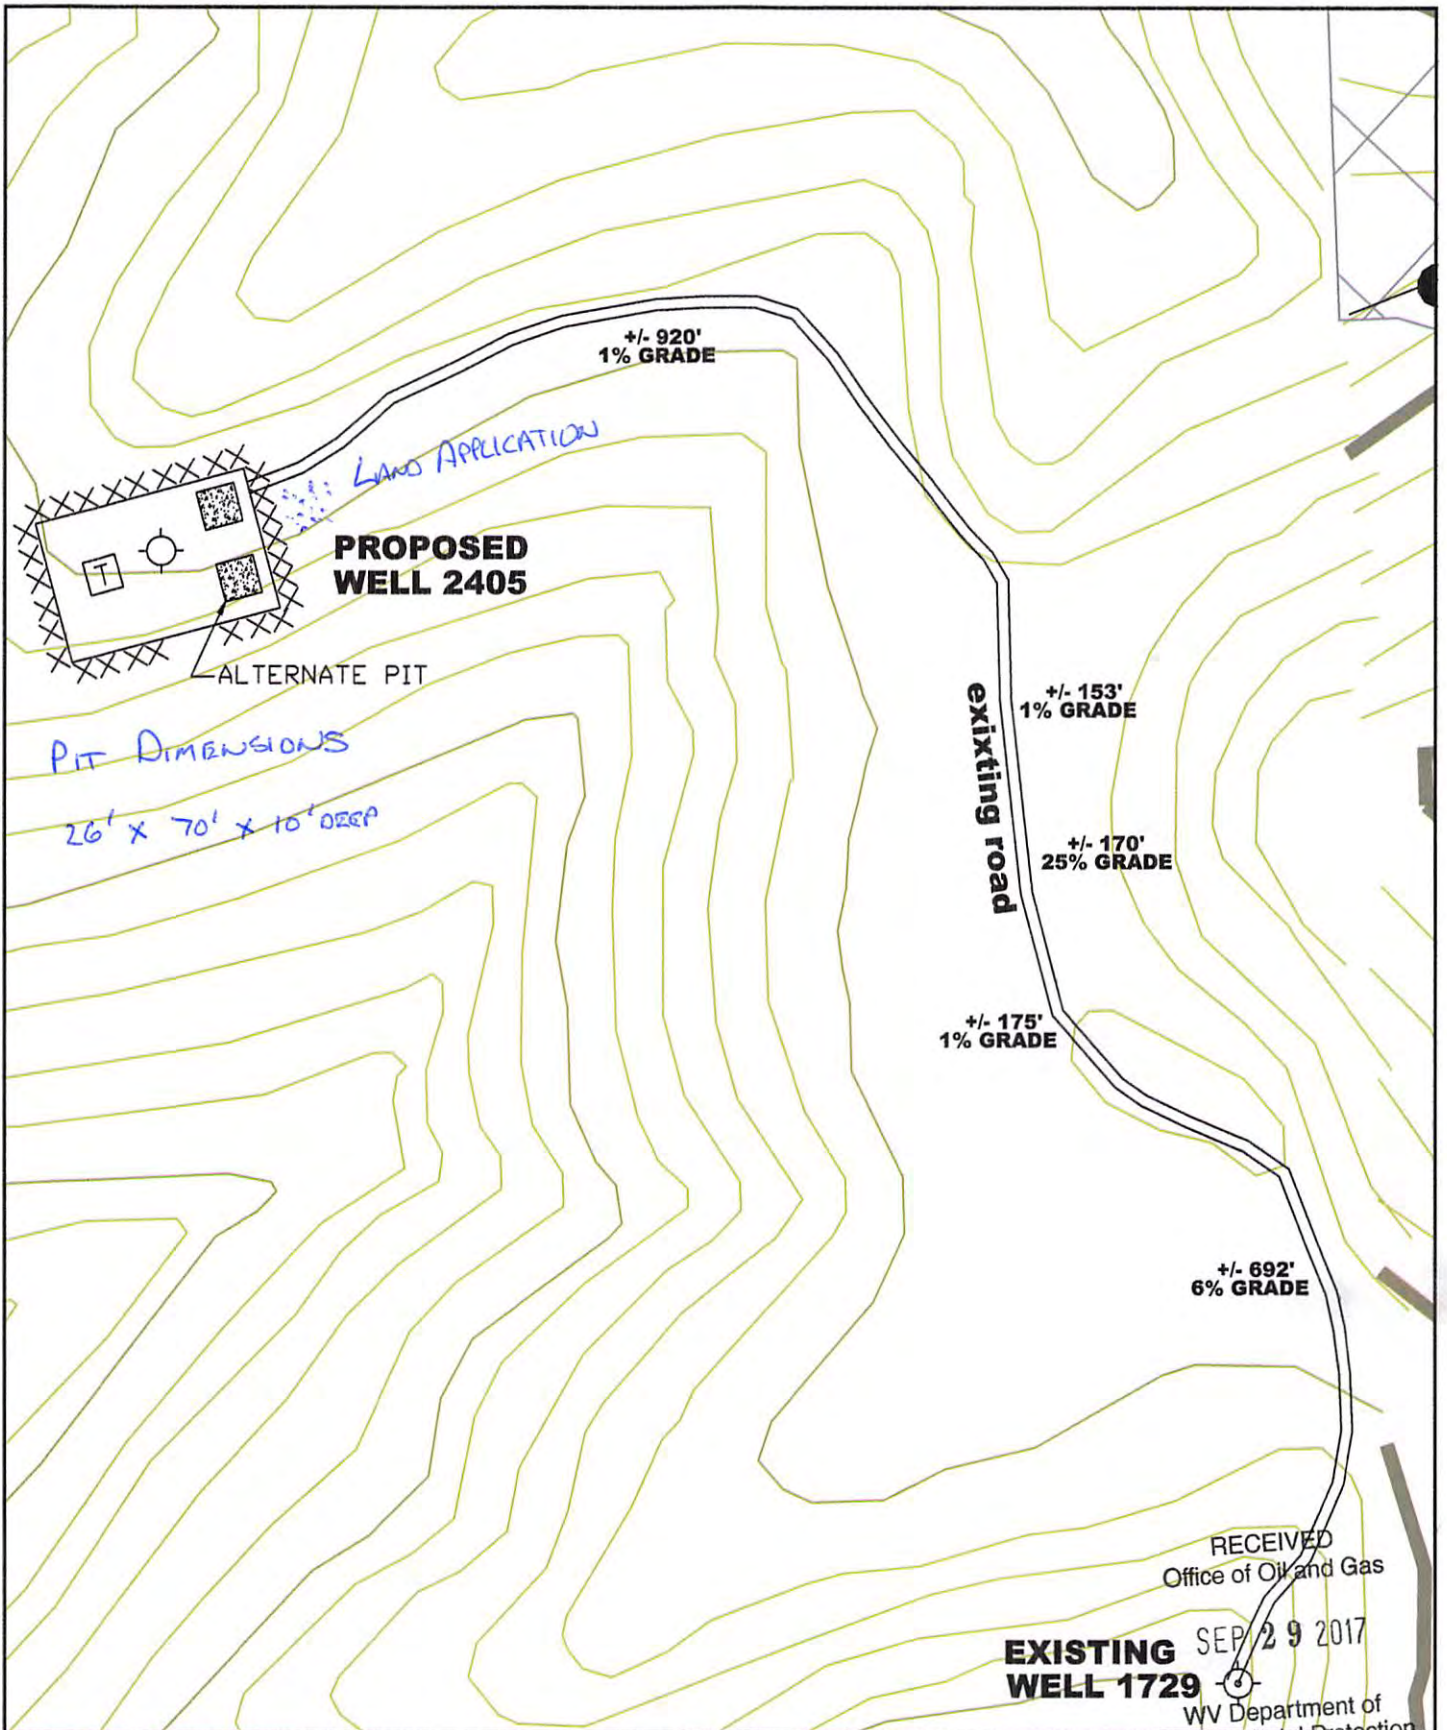 +/- 920'
1% GRADE
LAND APPLICATION
PROPOSED
WELL 2405
T
ALTERNATE PIT
PIT DIMENSIONS
26' X 70' X 10' DEEP
exixting road
+/- 153'
1% GRADE
+/- 170'
25% GRADE
+/- 175'
1% GRADE
+/- 692'
6% GRADE
RECEIVED
Office of Oil and Gas
SEP 29 2017
EXISTING
WELL 1729
WV Department of
Protection